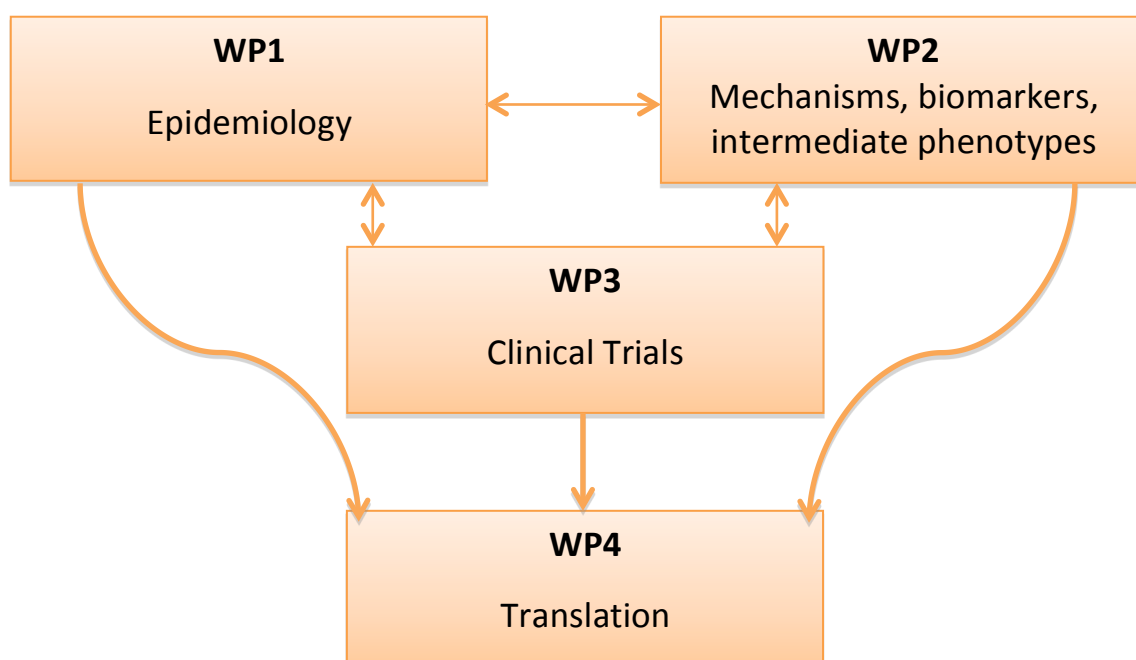 WP1
Epidemiology
WP2
Mechanisms, biomarkers,
intermediate phenotypes
WP3
Clinical Trials
WP4
Translation